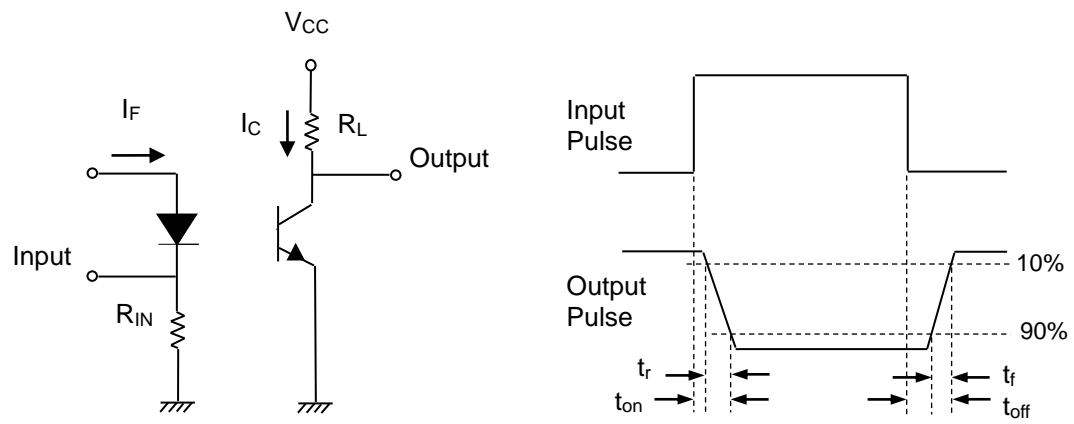 VCC
IF
IC
RL
Output
Input
RIN
Input
Pulse
Output
Pulse
10%
90%
tr
tf
ton
toff